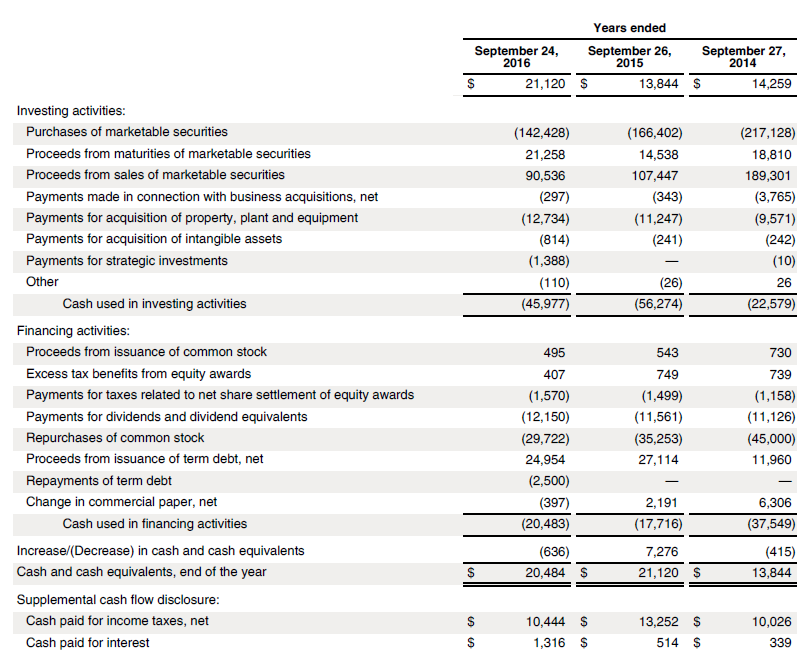 Years ended
September 24, 2016 September 26, 2015 September 27, 2014
$ 21,120 $ 13,844 $ 14,259
Investing activities:
Purchases of marketable securities (142,428) (166,402) (217,128)
Proceeds from maturities of marketable securities 21,258 14,538 18,810
Proceeds from sales of marketable securities 90,536 107,447 189,301
Payments made in connection with business acquisitions, net (297) (343) (3,765)
Payments for acquisition of property, plant and equipment (12,734) (11,247) (9,571)
Payments for acquisition of intangible assets (814) (241) (242)
Payments for strategic investments (1,388) — (10)
Other (110) (26) 26
Cash used in investing activities (45,977) (56,274) (22,579)
Financing activities:
Proceeds from issuance of common stock 495 543 730
Excess tax benefits from equity awards 407 749 739
Payments for taxes related to net share settlement of equity awards (1,570) (1,499) (1,158)
Payments for dividends and dividend equivalents (12,150) (11,561) (11,126)
Repurchases of common stock (29,722) (35,253) (45,000)
Proceeds from issuance of term debt, net 24,954 27,114 11,960
Repayments of term debt (2,500) — —
Change in commercial paper, net (397) 2,191 6,306
Cash used in financing activities (20,483) (17,716) (37,549)
Increase/(Decrease) in cash and cash equivalents (636) 7,276 (415)
Cash and cash equivalents, end of the year $ 20,484 $ 21,120 $ 13,844
Supplemental cash flow disclosure:
Cash paid for income taxes, net $ 10,444 $ 13,252 $ 10,026
Cash paid for interest $ 1,316 $ 514 $ 339